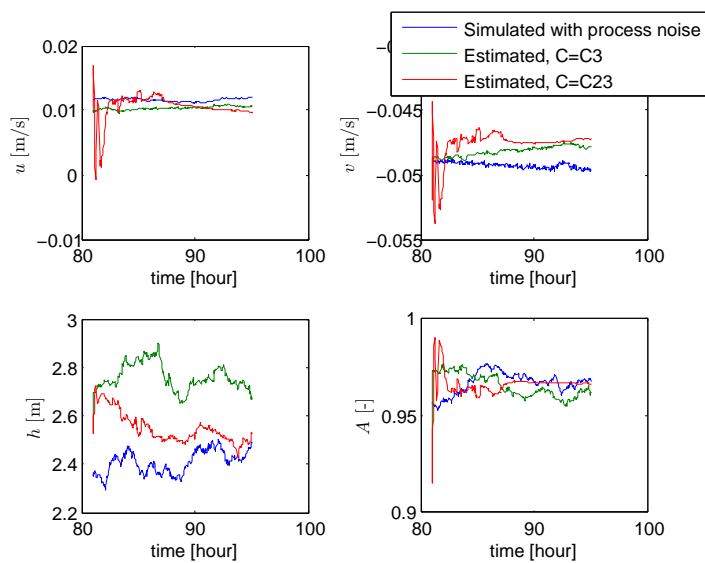 Simulated with process noise
Estimated, C=C3
Estimated, C=C23
0.02
0.01
0
−0.01
80
90
100
u [m/s]
time [hour]
−0.045
−0.05
−0.055
80
90
100
v [m/s]
time [hour]
3
2.8
2.6
2.4
2.2
80
90
100
h [m]
time [hour]
1
0.95
0.9
80
90
100
A [-]
time [hour]